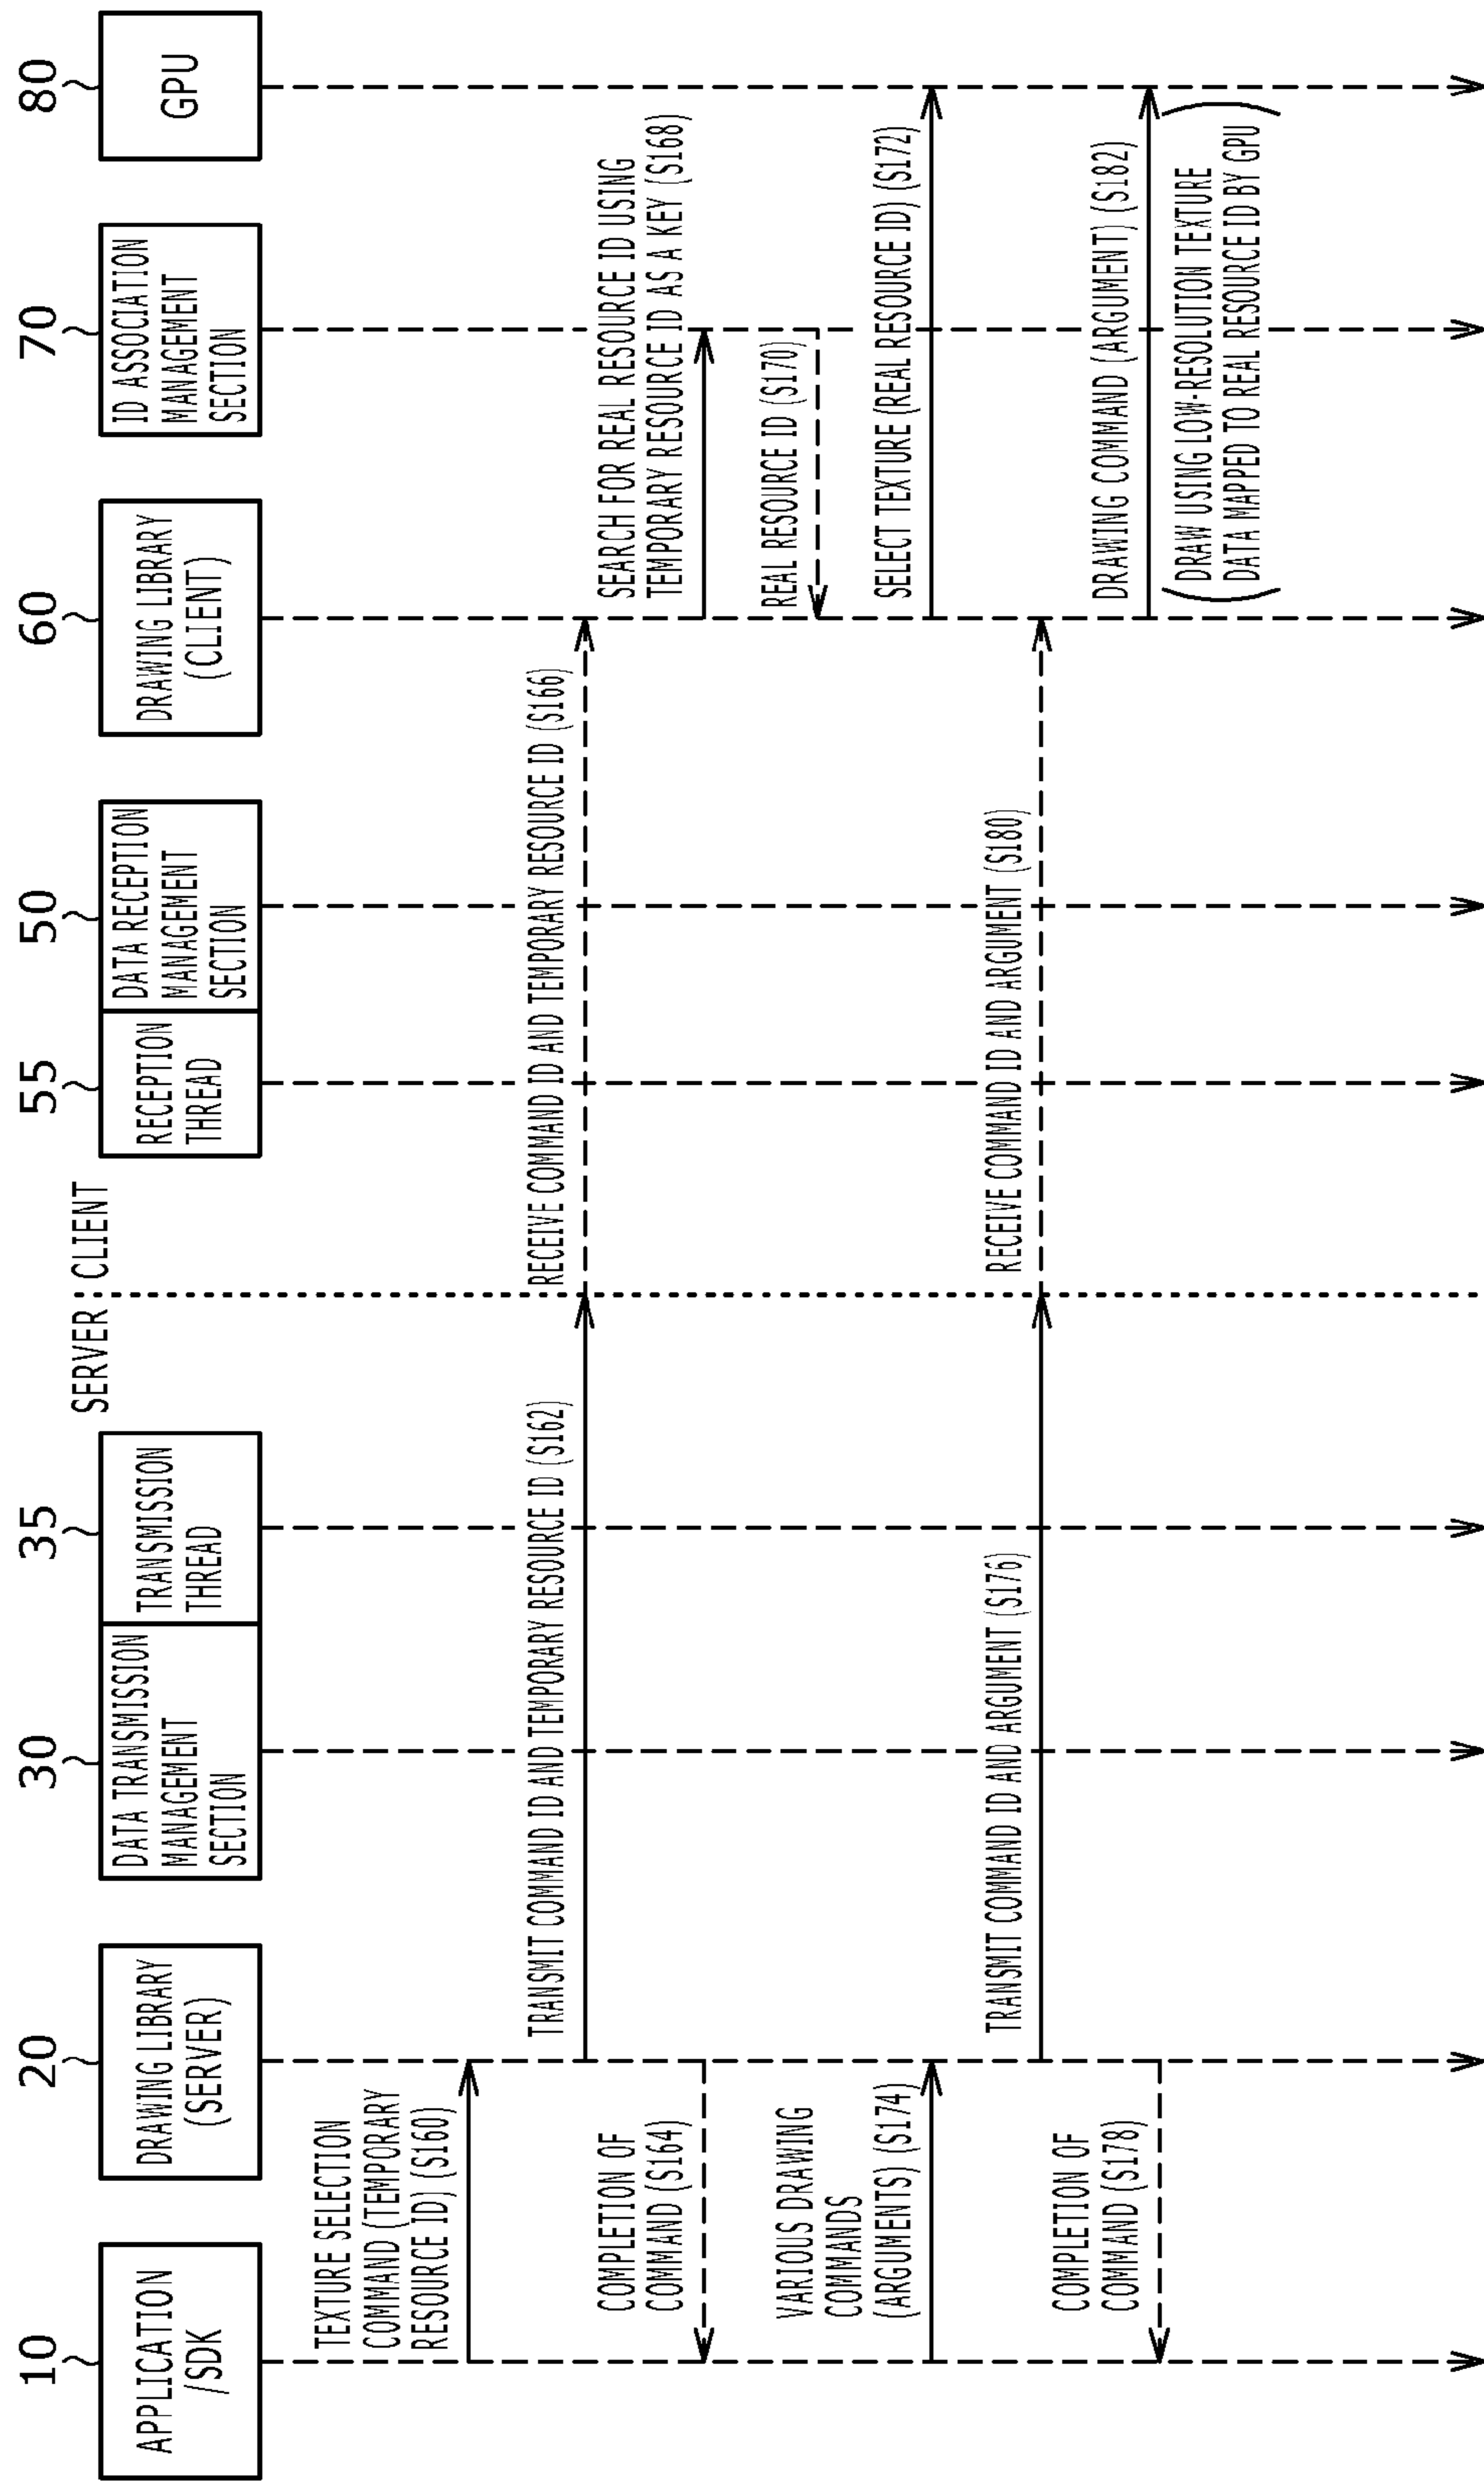 10
20
30
35
55
50
60
70
80
SERVER
CLIENT
APPLICATION
/SDK
DRAWING LIBRARY
(SERVER)
DATA TRANSMISSION
MANAGEMENT
SECTION
TRANSMISSION
THREAD
RECEPTION
THREAD
DATA RECEPTION
MANAGEMENT
SECTION
DRAWING LIBRARY
(CLIENT)
ID ASSOCIATION
MANAGEMENT
SECTION
GPU
TEXTURE SELECTION
COMMAND (TEMPORARY
RESOURCE ID) (S160)
TRANSMIT COMMAND ID AND TEMPORARY RESOURCE ID (S162)
RECEIVE COMMAND ID AND TEMPORARY RESOURCE ID (S166)
COMPLETION OF
COMMAND (S164)
SEARCH FOR REAL RESOURCE ID USING
TEMPORARY RESOURCE ID AS A KEY (S168)
REAL RESOURCE ID (S170)
VARIOUS DRAWING
COMMANDS
(ARGUMENTS) (S174)
SELECT TEXTURE (REAL RESOURCE ID) (S172)
TRANSMIT COMMAND ID AND ARGUMENT (S176)
RECEIVE COMMAND ID AND ARGUMENT (S180)
COMPLETION OF
COMMAND (S178)
DRAWING COMMAND (ARGUMENT) (S182)
(DRAW USING LOW-RESOLUTION TEXTURE
DATA MAPPED TO REAL RESOURCE ID BY GPU)